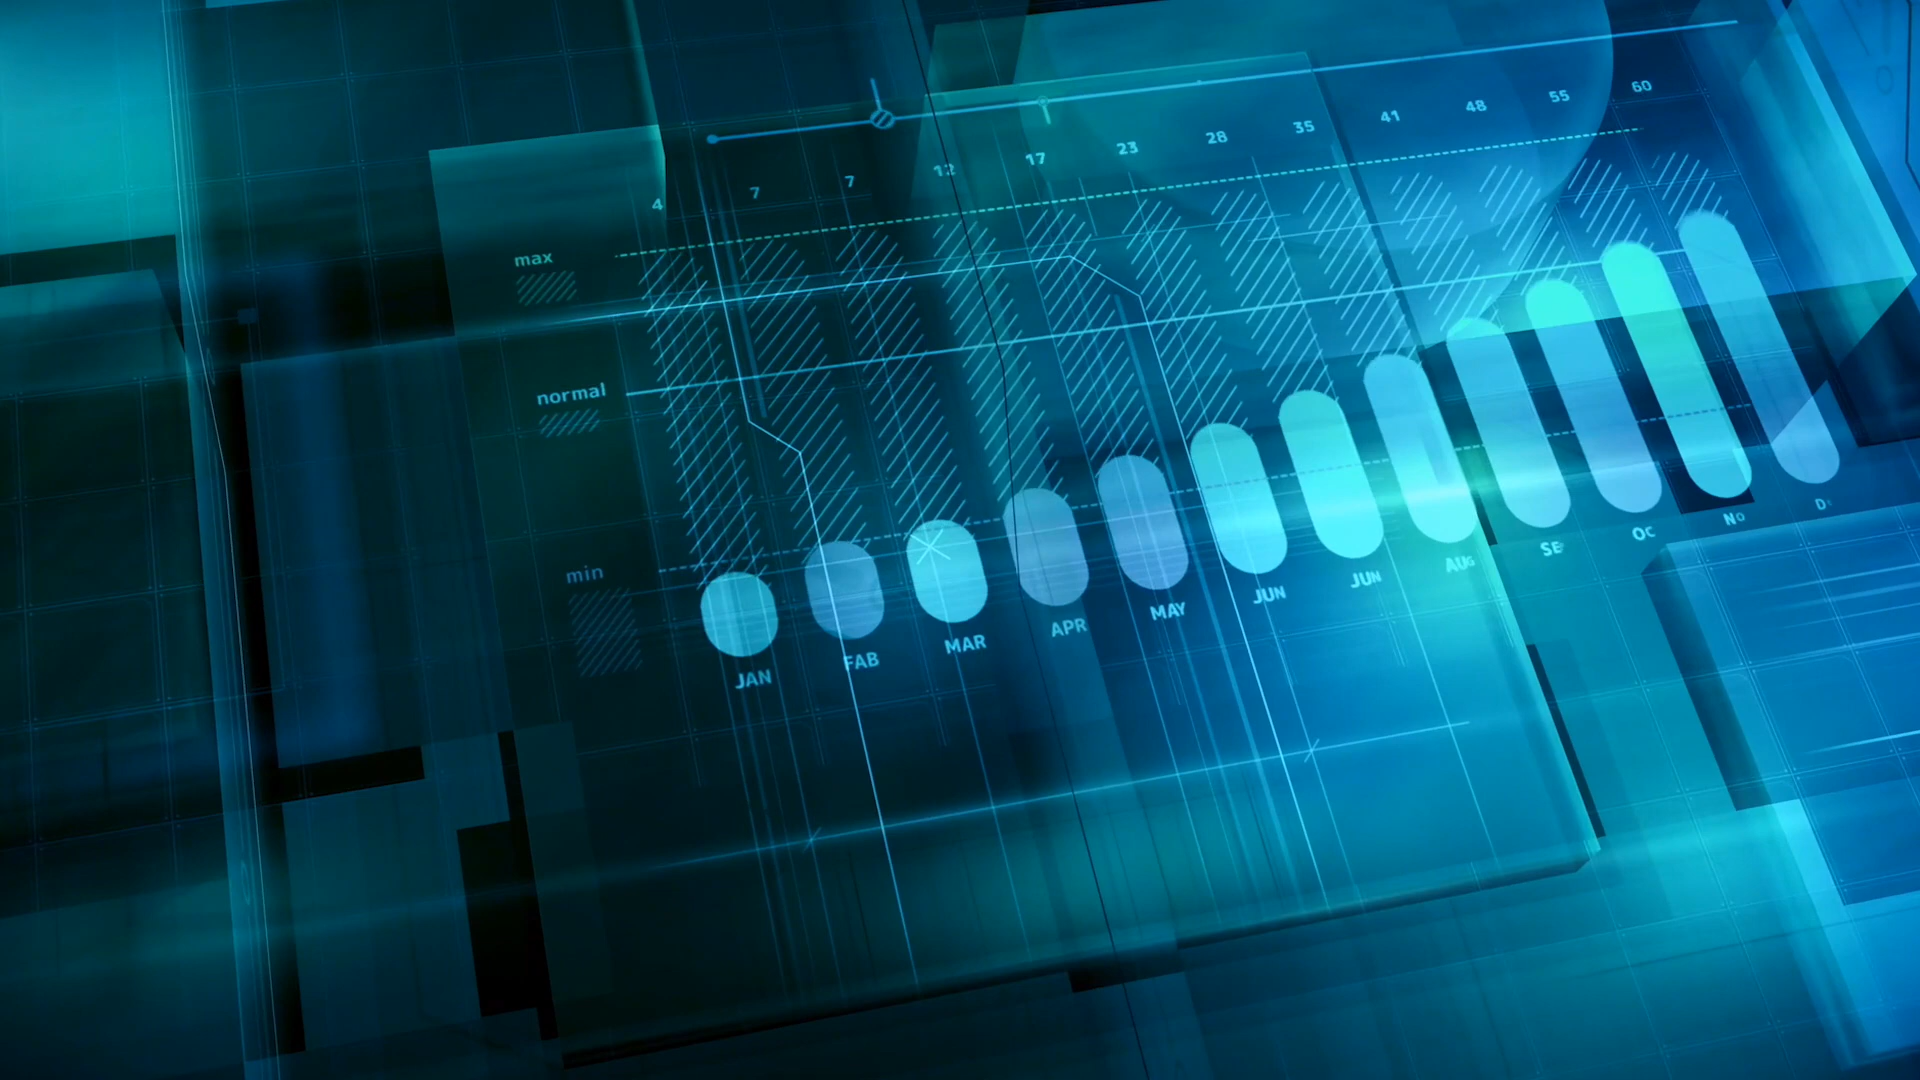 4 7 7 12 17 23 28 35 41 48 55 60
max
normal
min
JAN FAB MAR APR MAY JUN JUN AUG SE OC NO D